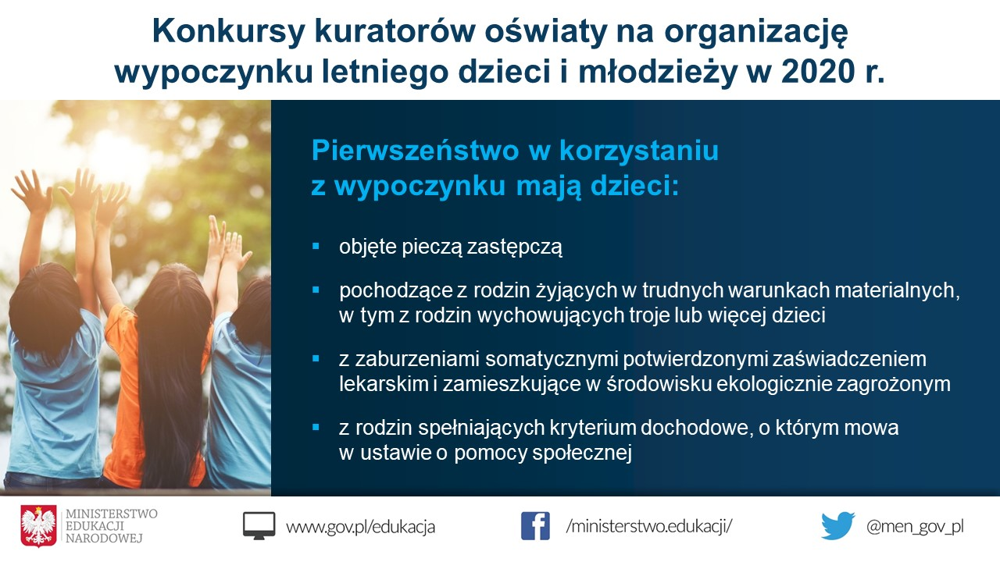 Konkursy kuratorów oświaty na organizację
wypoczynku letniego dzieci i młodzieży w 2020 r.
Pierwszeństwo w korzystaniu
z wypoczynku mają dzieci:
▪ objęte pieczą zastępczą
▪ pochodzące z rodzin żyjących w trudnych warunkach materialnych,
w tym z rodzin wychowujących troje lub więcej dzieci
▪ z zaburzeniami somatycznymi potwierdzonymi zaświadczeniem
lekarskim i zamieszkujące w środowisku ekologicznie zagrożonym
▪ z rodzin spełniających kryterium dochodowe, o którym mowa
w ustawie o pomocy społecznej
MINISTERSTWO
EDUKACJI
NARODOWEJ
www.gov.pl/edukacja
/ministerstwo.edukacji/
@men_gov_pl